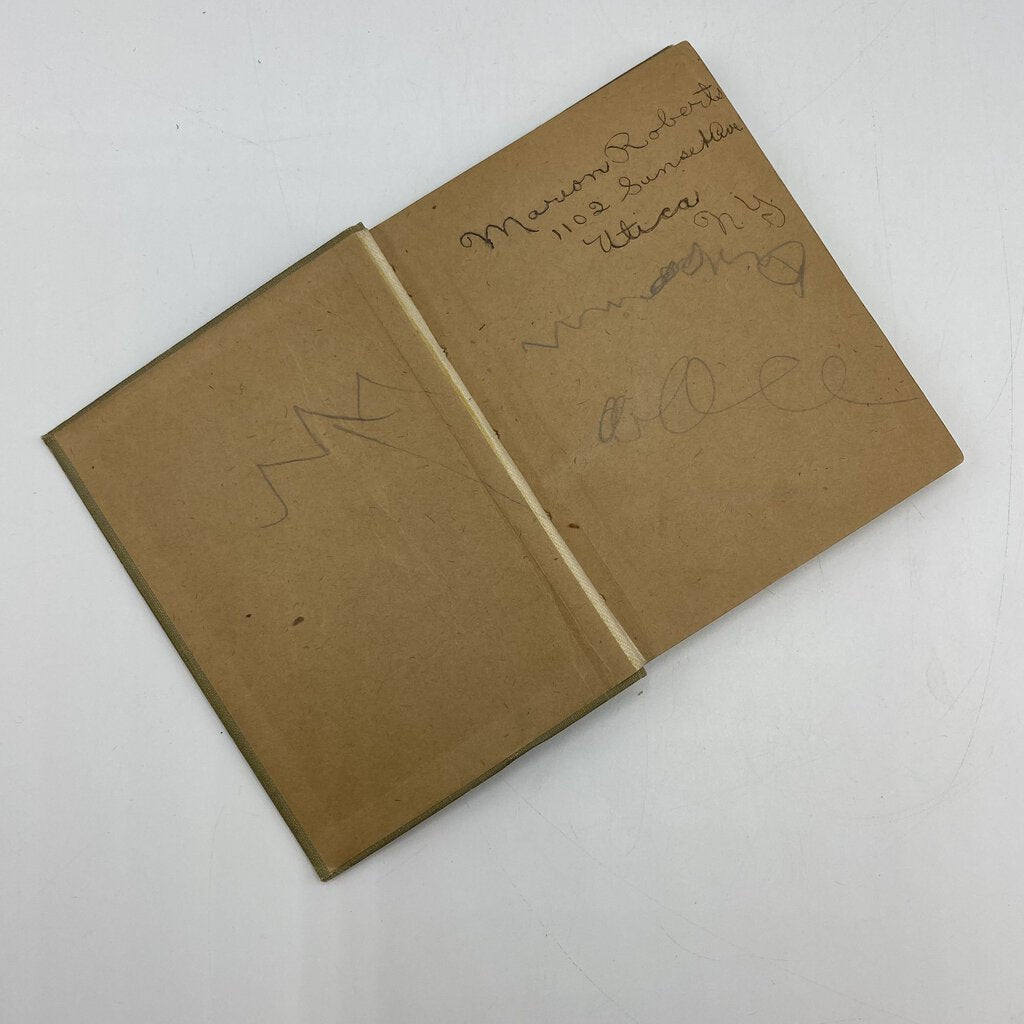 Marion Roberts
1102 Sunset Ave
Utica N.Y.